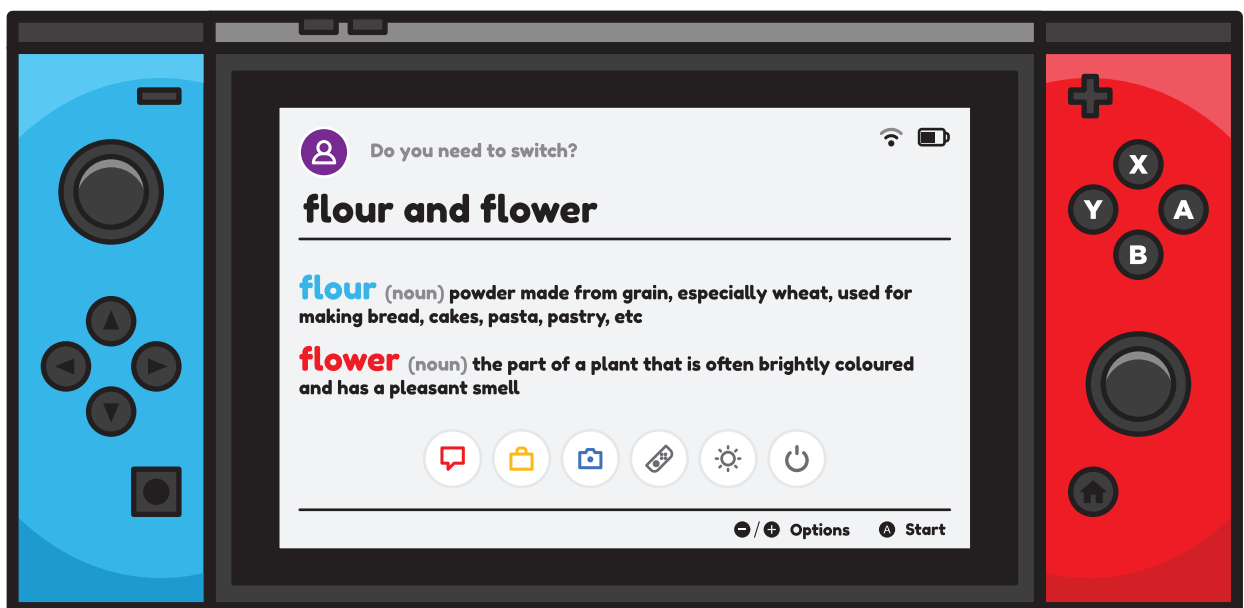 Do you need to switch?
flour and flower
flour (noun) powder made from grain, especially wheat, used for
making bread, cakes, pasta, pastry, etc
flower (noun) the part of a plant that is often brightly coloured
and has a pleasant smell
−/+ Options A Start
X
Y A
B